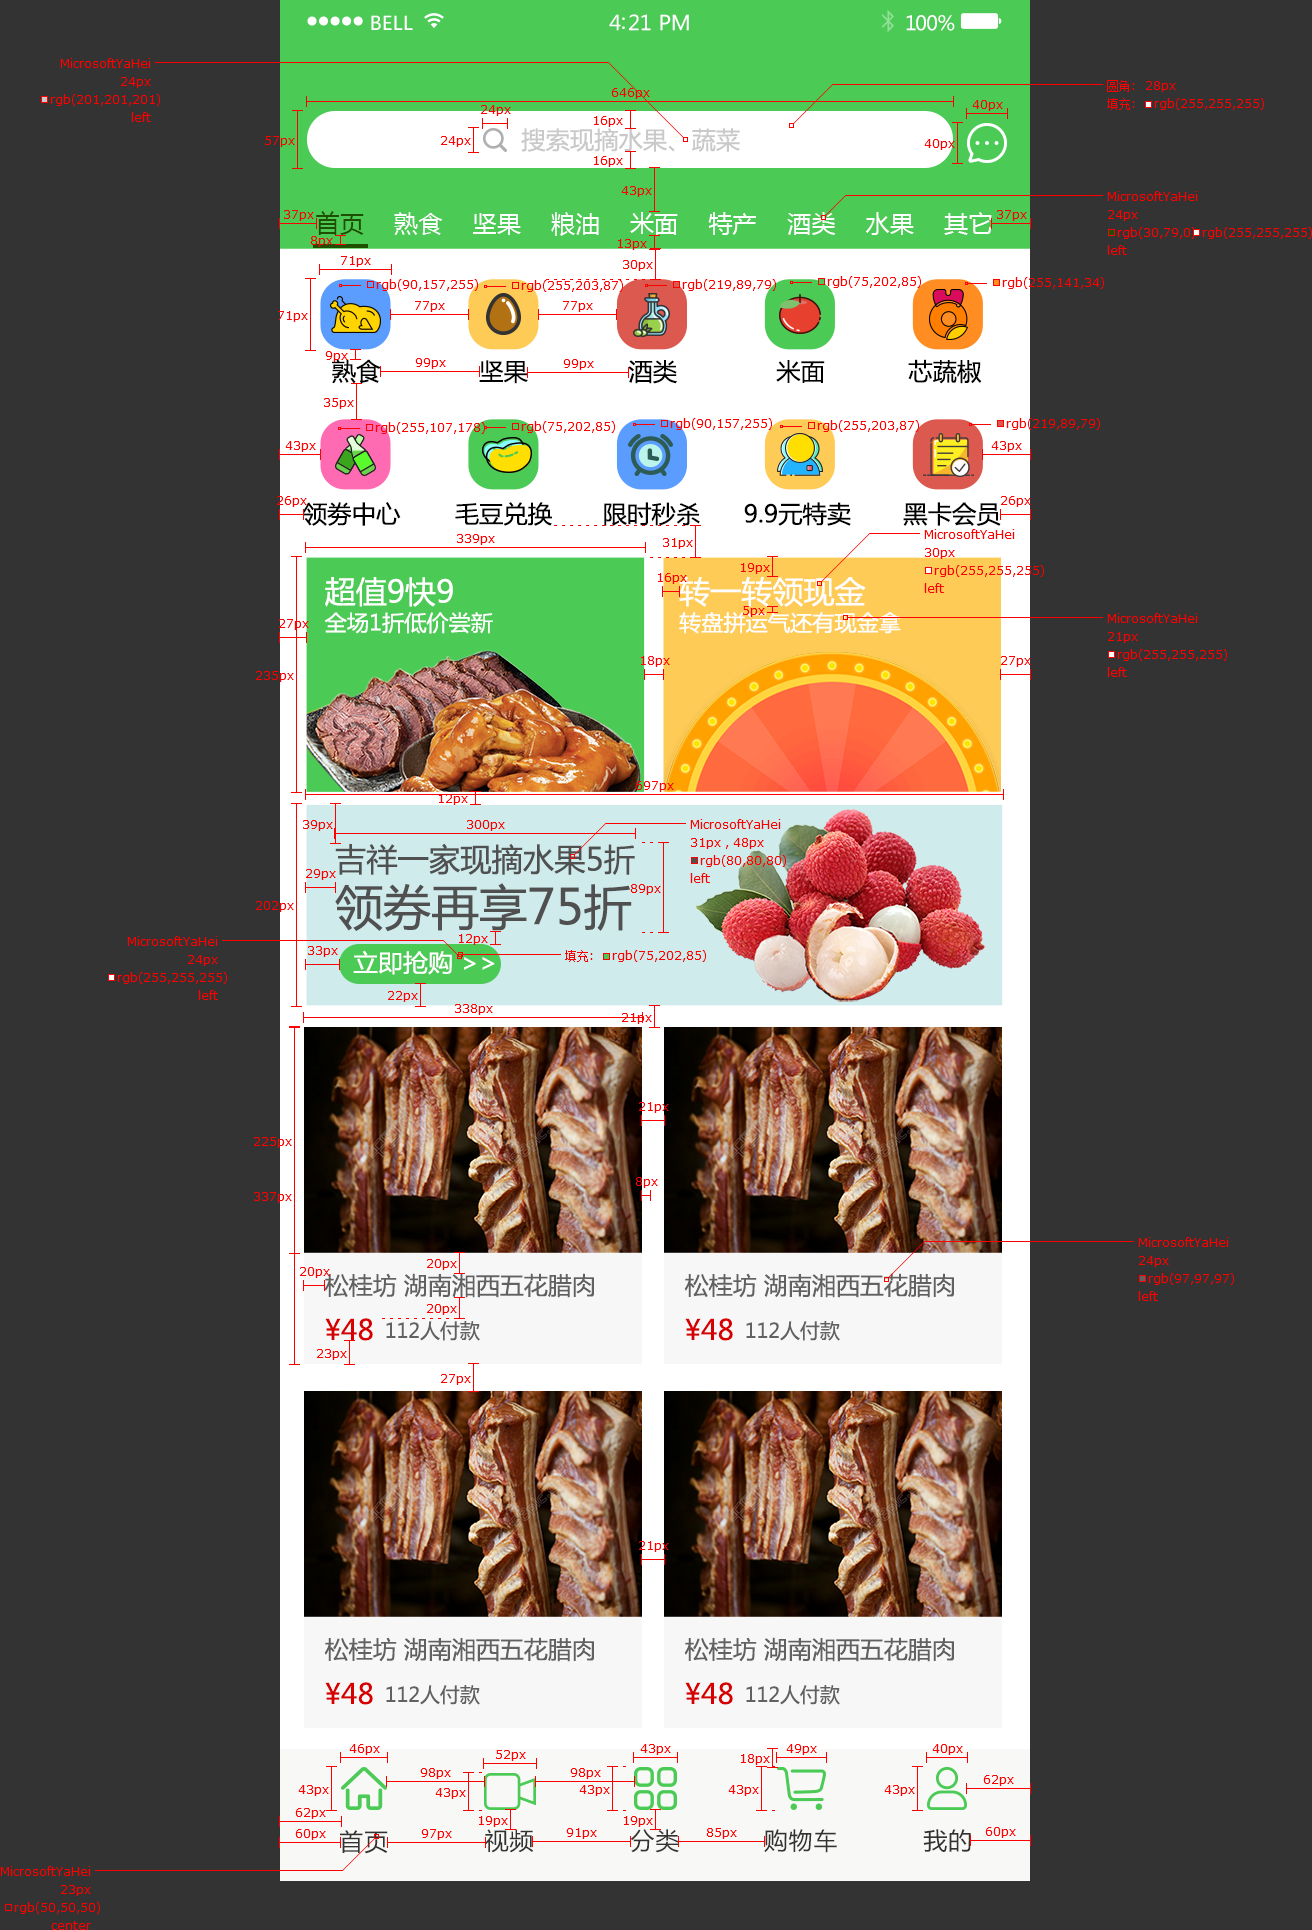 BELL 4:21 PM 100%
MicrosoftYaHei
24px
rgb(201,201,201)
left
圆角： 28px
填充： rgb(255,255,255)
646px
40px
24px
16px
57px
24px
搜索现摘水果、蔬菜
40px
16px
43px
MicrosoftYaHei
24px
rgb(30,79,0) rgb(255,255,255)
left
37px
首页 熟食 坚果 粮油 米面 特产 酒类 水果 其它
37px
8px
13px
30px
71px
rgb(90,157,255)
rgb(255,203,87)
rgb(219,89,79)
rgb(75,202,85)
rgb(255,141,34)
71px
77px
77px
9px
99px
99px
熟食 坚果 酒类 米面 芯蔬椒
35px
rgb(255,107,178)
rgb(75,202,85)
rgb(90,157,255)
rgb(255,203,87)
rgb(219,89,79)
43px
43px
26px
26px
领券中心 毛豆兑换 限时秒杀 9.9元特卖 黑卡会员
339px
31px
MicrosoftYaHei
30px
rgb(255,255,255)
left
19px
16px
超值9快9
转一转领现金
5px
全场1折低价尝新
转盘拼运气还有现金拿
MicrosoftYaHei
21px
rgb(255,255,255)
left
27px
235px
18px
27px
697px
12px
39px
300px
MicrosoftYaHei
31px , 48px
rgb(80,80,80)
left
吉祥一家现摘水果5折
29px
89px
202px
领券再享75折
12px
MicrosoftYaHei
24px
rgb(255,255,255)
left
33px
立即抢购 >>
填充： rgb(75,202,85)
22px
338px
21px
21px
225px
337px
8px
MicrosoftYaHei
24px
rgb(97,97,97)
left
20px
20px
松桂坊 湖南湘西五花腊肉
松桂坊 湖南湘西五花腊肉
20px
¥48 112人付款
¥48 112人付款
23px
27px
21px
松桂坊 湖南湘西五花腊肉
松桂坊 湖南湘西五花腊肉
¥48 112人付款
¥48 112人付款
46px
52px
43px
18px
49px
40px
43px
98px
43px
98px
43px
43px
43px
62px
62px
19px
19px
60px
97px
91px
85px
60px
首页 视频 分类 购物车 我的
MicrosoftYaHei
23px
rgb(50,50,50)
center